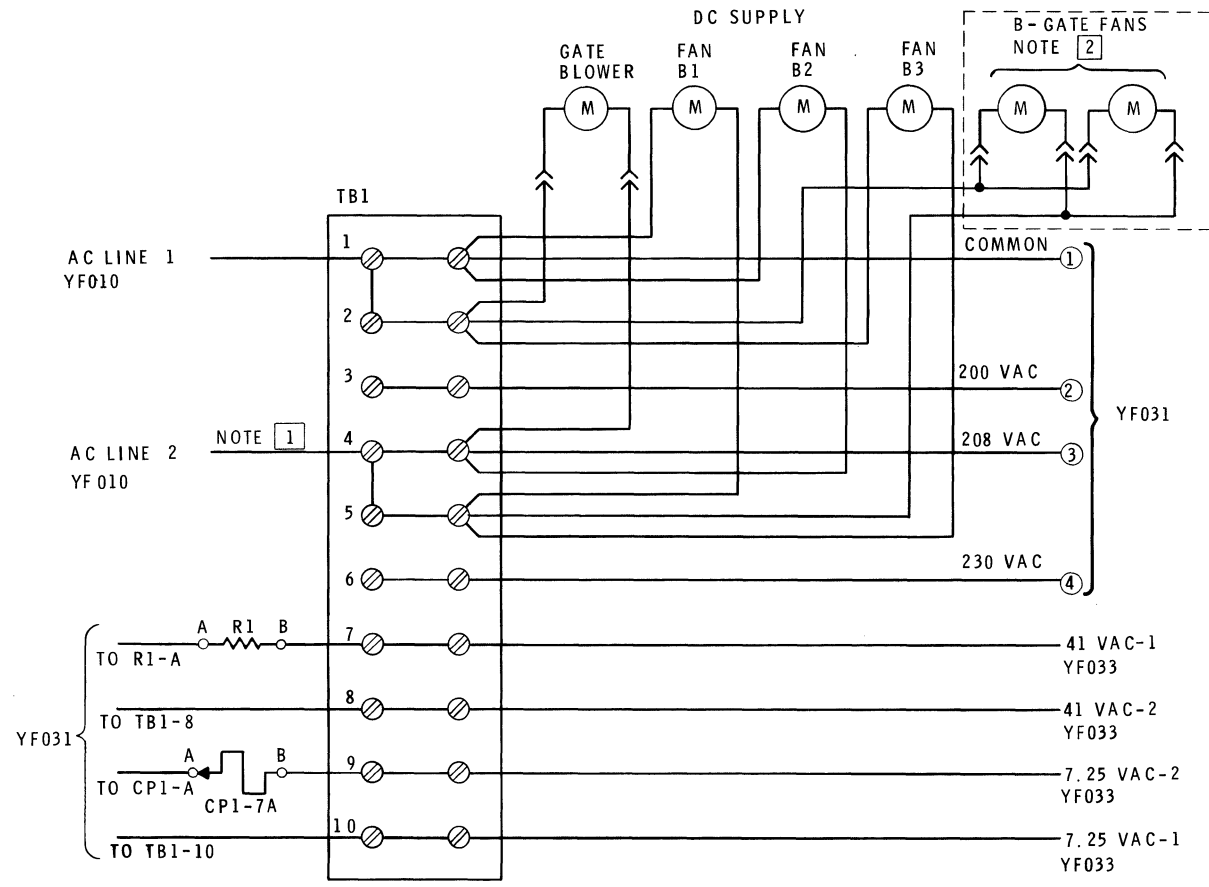 DC SUPPLY
B-GATE FANS
NOTE 2
GATE
BLOWER
FAN
B1
FAN
B2
FAN
B3
M
M
M
M
M
M
TB1
AC LINE 1
YF010
1
COMMON
1
2
3
200 VAC
2
YF031
AC LINE 2
YF010
NOTE 1
4
208 VAC
3
5
6
230 VAC
4
YF031
A R1 B
TO R1-A
7
41 VAC-1
YF033
TO TB1-8
8
41 VAC-2
YF033
A B
TO CP1-A
CP1-7A
9
7.25 VAC-2
YF033
TO TB1-10
10
7.25 VAC-1
YF033